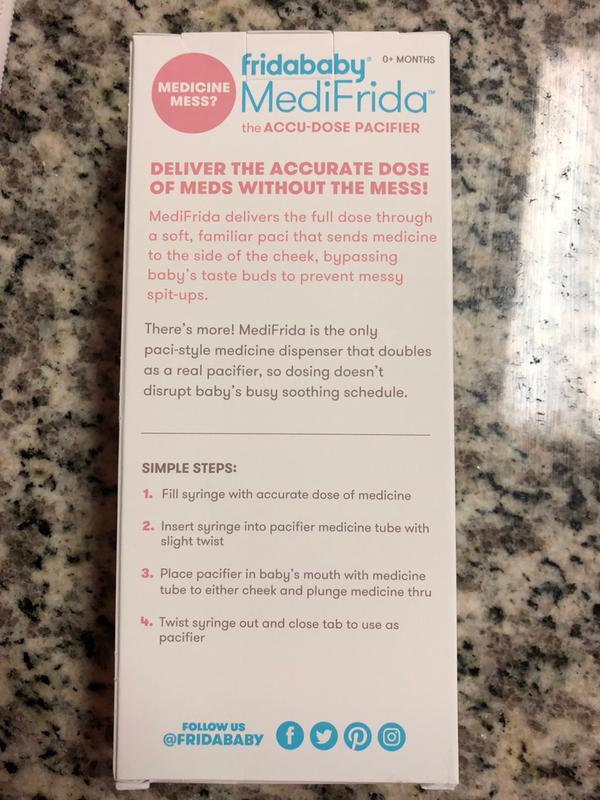 MEDICINE
MESS?
fridababy®
0+ MONTHS
MediFrida™
the ACCU-DOSE PACIFIER
DELIVER THE ACCURATE DOSE
OF MEDS WITHOUT THE MESS!
MediFrida delivers the full dose through
a soft, familiar paci that sends medicine
to the side of the cheek, bypassing
baby's taste buds to prevent messy
spit-ups.
There's more! MediFrida is the only
paci-style medicine dispenser that doubles
as a real pacifier, so dosing doesn't
disrupt baby's busy soothing schedule.
SIMPLE STEPS:
1. Fill syringe with accurate dose of medicine
2. Insert syringe into pacifier medicine tube with
slight twist
3. Place pacifier in baby's mouth with medicine
tube to either cheek and plunge medicine thru
4. Twist syringe out and close tab to use as
pacifier
FOLLOW US
@FRIDABABY